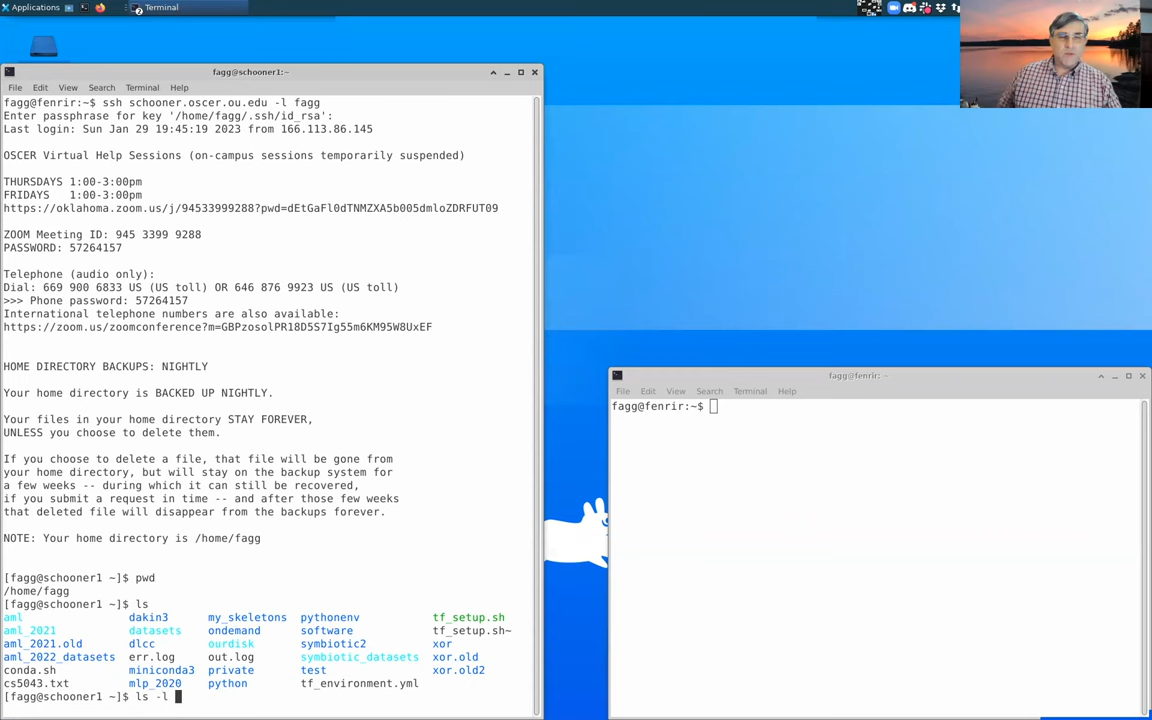 Applications
Terminal
2
fagg@schooner1:~
File Edit View Search Terminal Help
fagg@fenrir:~$ ssh schooner.oscer.ou.edu -l fagg
Enter passphrase for key '/home/fagg/.ssh/id_rsa':
Last login: Sun Jan 29 19:45:19 2023 from 166.113.86.145
OSCER Virtual Help Sessions (on-campus sessions temporarily suspended)
THURSDAYS 1:00-3:00pm
FRIDAYS   1:00-3:00pm
https://oklahoma.zoom.us/j/94533999288?pwd=dEtGaFl0dTNMZXA5b005dmloZDRFUT09
ZOOM Meeting ID: 945 3399 9288
PASSWORD: 57264157
Telephone (audio only):
Dial: 669 900 6833 US (US toll) OR 646 876 9923 US (US toll)
>>> Phone password: 57264157
International telephone numbers are also available:
https://zoom.us/zoomconference?m=GBPzosolPR18D5S7Ig55m6KM95W8UxEF
HOME DIRECTORY BACKUPS: NIGHTLY
Your home directory is BACKED UP NIGHTLY.
Your files in your home directory STAY FOREVER,
UNLESS you choose to delete them.
If you choose to delete a file, that file will be gone from
your home directory, but will stay on the backup system for
a few weeks -- during which it can still be recovered,
if you submit a request in time -- and after those few weeks
that deleted file will disappear from the backups forever.
NOTE: Your home directory is /home/fagg
[fagg@schooner1 ~]$ pwd
/home/fagg
[fagg@schooner1 ~]$ ls
aml dakin3 my_skeletons pythonenv tf_setup.sh
aml_2021 datasets ondemand software tf_setup.sh~
aml_2021.old dlcc ourdisk symbiotic2 xor
aml_2022_datasets err.log out.log symbiotic_datasets xor.old
conda.sh miniconda3 private test xor.old2
cs5043.txt mlp_2020 python tf_environment.yml
[fagg@schooner1 ~]$ ls -l
fagg@fenrir: ~
File Edit View Search Terminal Help
fagg@fenrir:~$